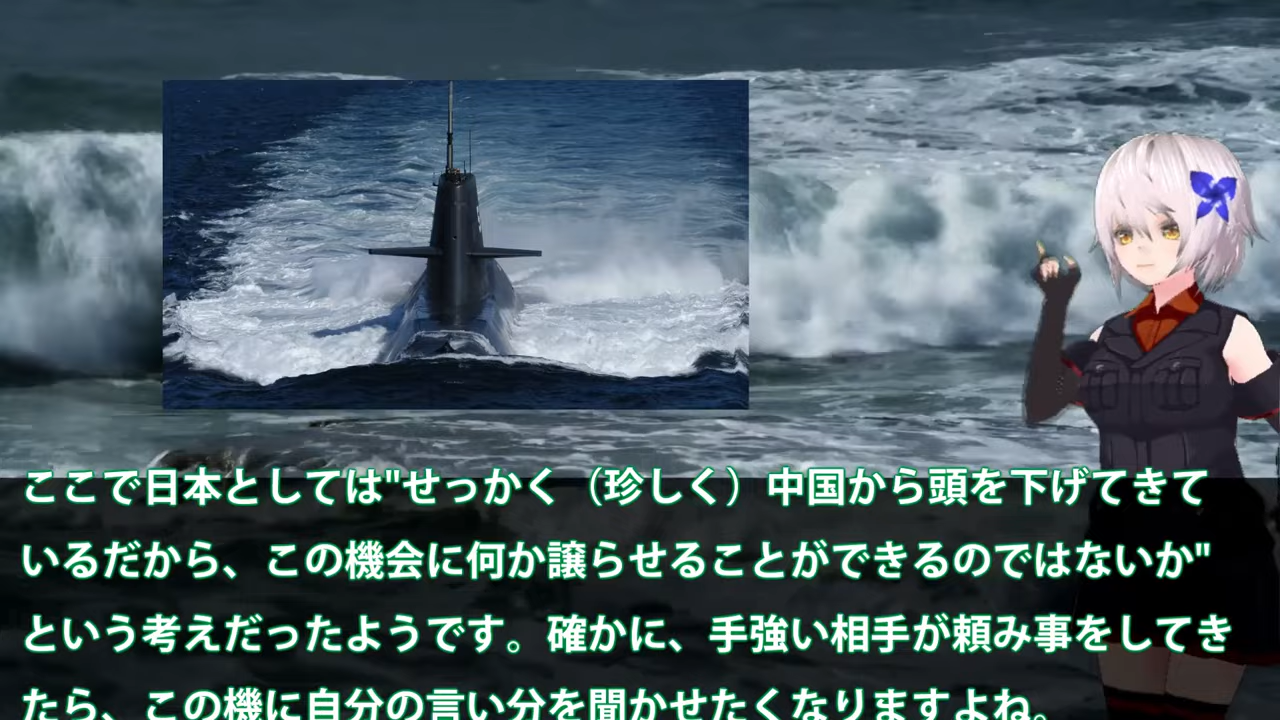 ここで日本としては"せっかく（珍しく）中国から頭を下げてきて
いるだから、この機会に何か譲らせることができるのではないか"
という考えだったようです。確かに、手強い相手が頼み事をしてき
たら、この機に自分の言い分を聞かせたくなりますよね。